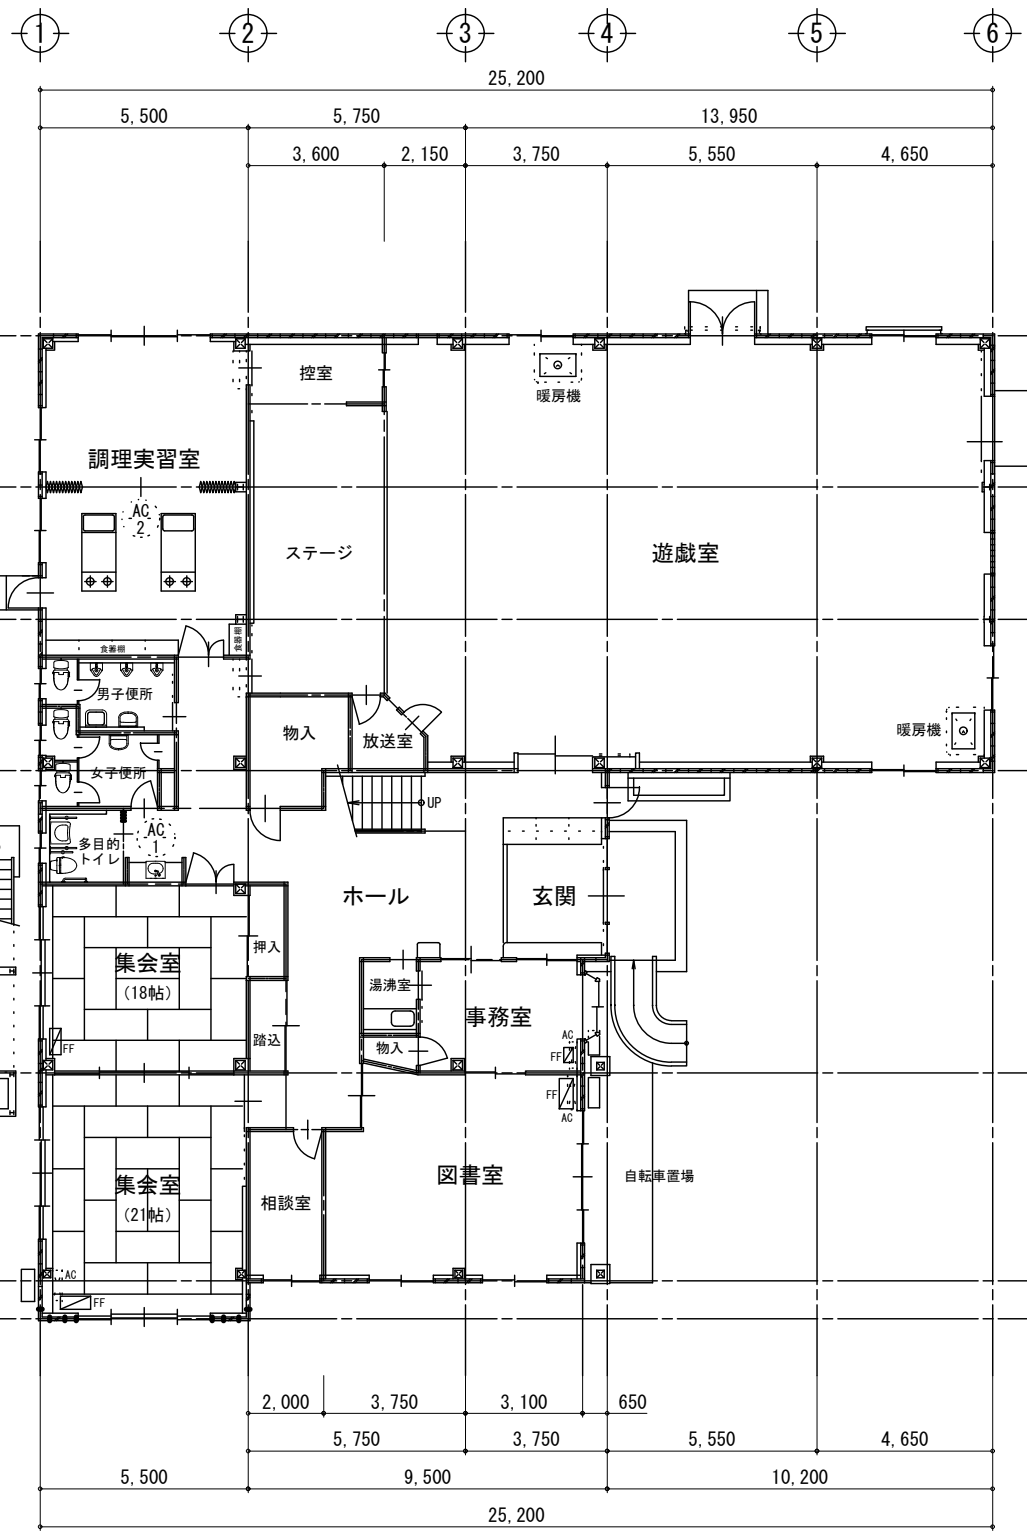 1 2 3 4 5 6
25,200
5,500 5,750 13,950
3,600 2,150 3,750 5,550 4,650
控室
暖房機
調理実習室
AC
2
ステージ
遊戯室
食器棚
食器棚
男子便所
物入
放送室
暖房機
女子便所
UP
AC
1
多目的
トイレ
ホール
玄関
押入
集会室
(18帖)
湯沸室
事務室
踏込
物入
AC
FF
FF
FF
AC
集会室
(21帖)
相談室
図書室
自転車置場
AC
FF
2,000 3,750 3,100 650
5,750 3,750 5,550 4,650
5,500 9,500 10,200
25,200